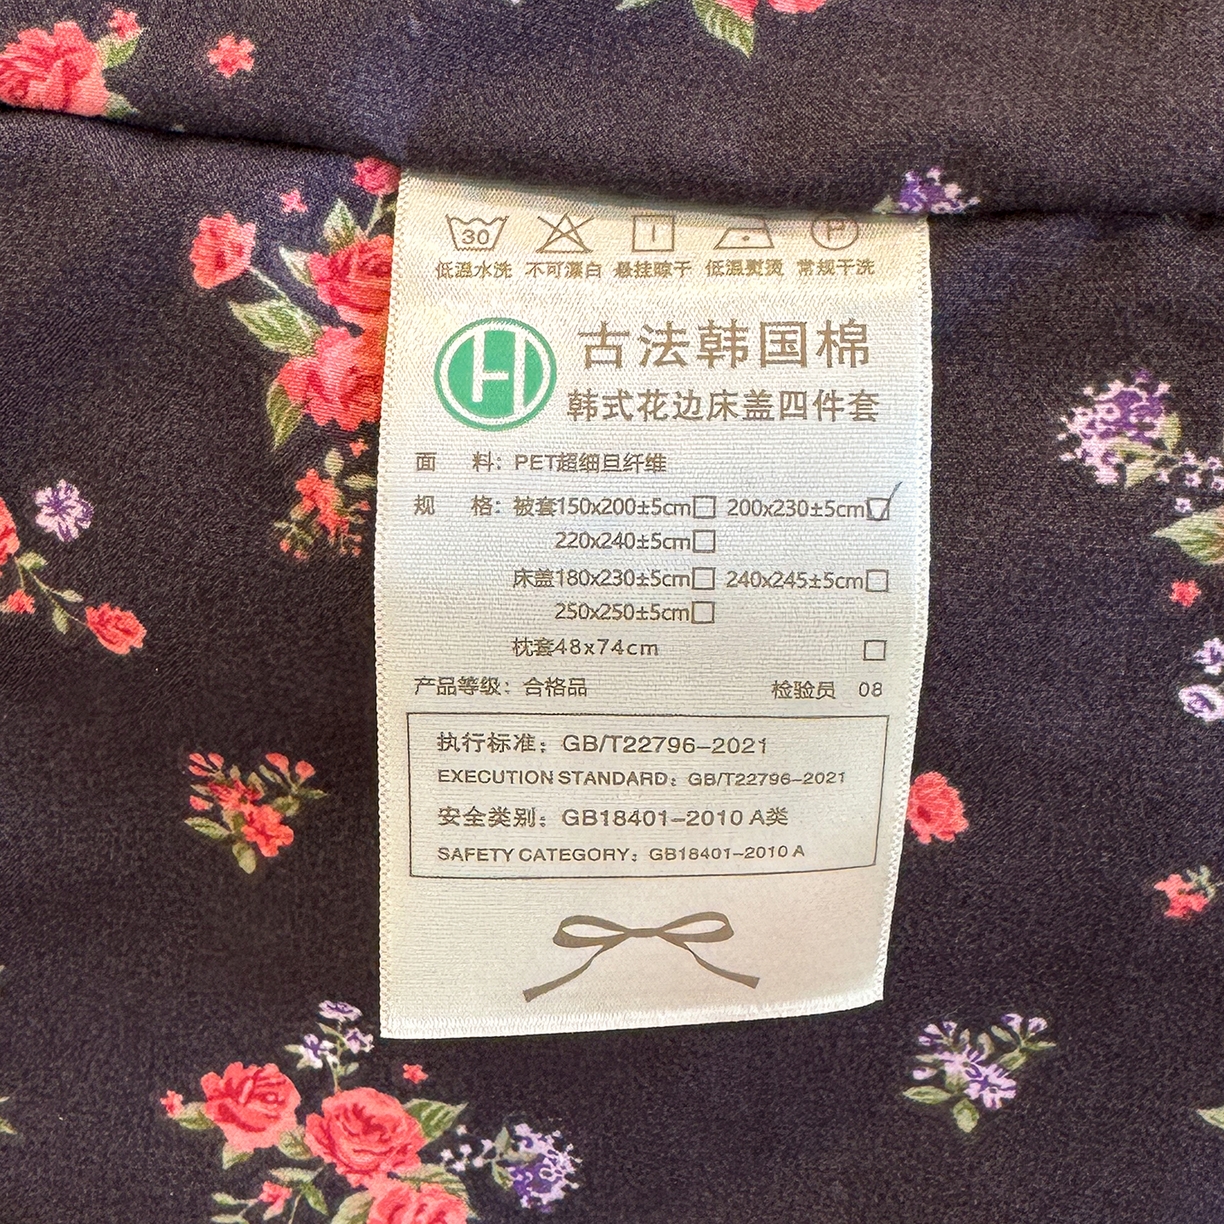 30
低温水洗 不可漂白 悬挂晾干 低温熨烫 常规干洗
H 古法韩国棉
韩式花边床盖四件套
面 料: PET超细旦纤维
规 格: 被套150x200±5cm□ 200x230±5cm☑
220x240±5cm□
床盖180x230±5cm□ 240x245±5cm□
250x250±5cm□
枕套48x74cm □
产品等级: 合格品 检验员 08
执行标准: GB/T22796-2021
EXECUTION STANDARD: GB/T22796-2021
安全类别: GB18401-2010 A类
SAFETY CATEGORY: GB18401-2010 A